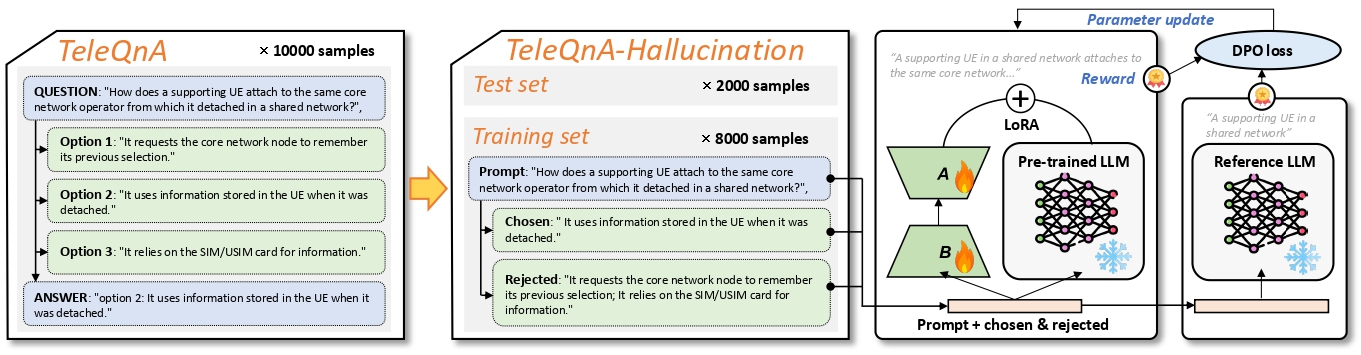 TeleQnA
× 10000 samples
QUESTION: "How does a supporting UE attach to the same core
network operator from which it detached in a shared network?",
Option 1: "It requests the core network node to remember
its previous selection."
Option 2: "It uses information stored in the UE when it was
detached."
Option 3: "It relies on the SIM/USIM card for information."
ANSWER: "option 2: It uses information stored in the UE when it
was detached."
TeleQnA-Hallucination
Test set
× 2000 samples
Training set
× 8000 samples
Prompt: "How does a supporting UE attach to the same core
network operator from which it detached in a shared network?",
Chosen: " It uses information stored in the UE when it was
detached."
Rejected: "It requests the core network node to remember
its previous selection; It relies on the SIM/USIM card for
information."
Parameter update
DPO loss
"A supporting UE in a shared network attaches to
the same core network..."
Reward
LoRA
A
B
Pre-trained LLM
Prompt + chosen & rejected
"A supporting UE in a
shared network"
Reference LLM